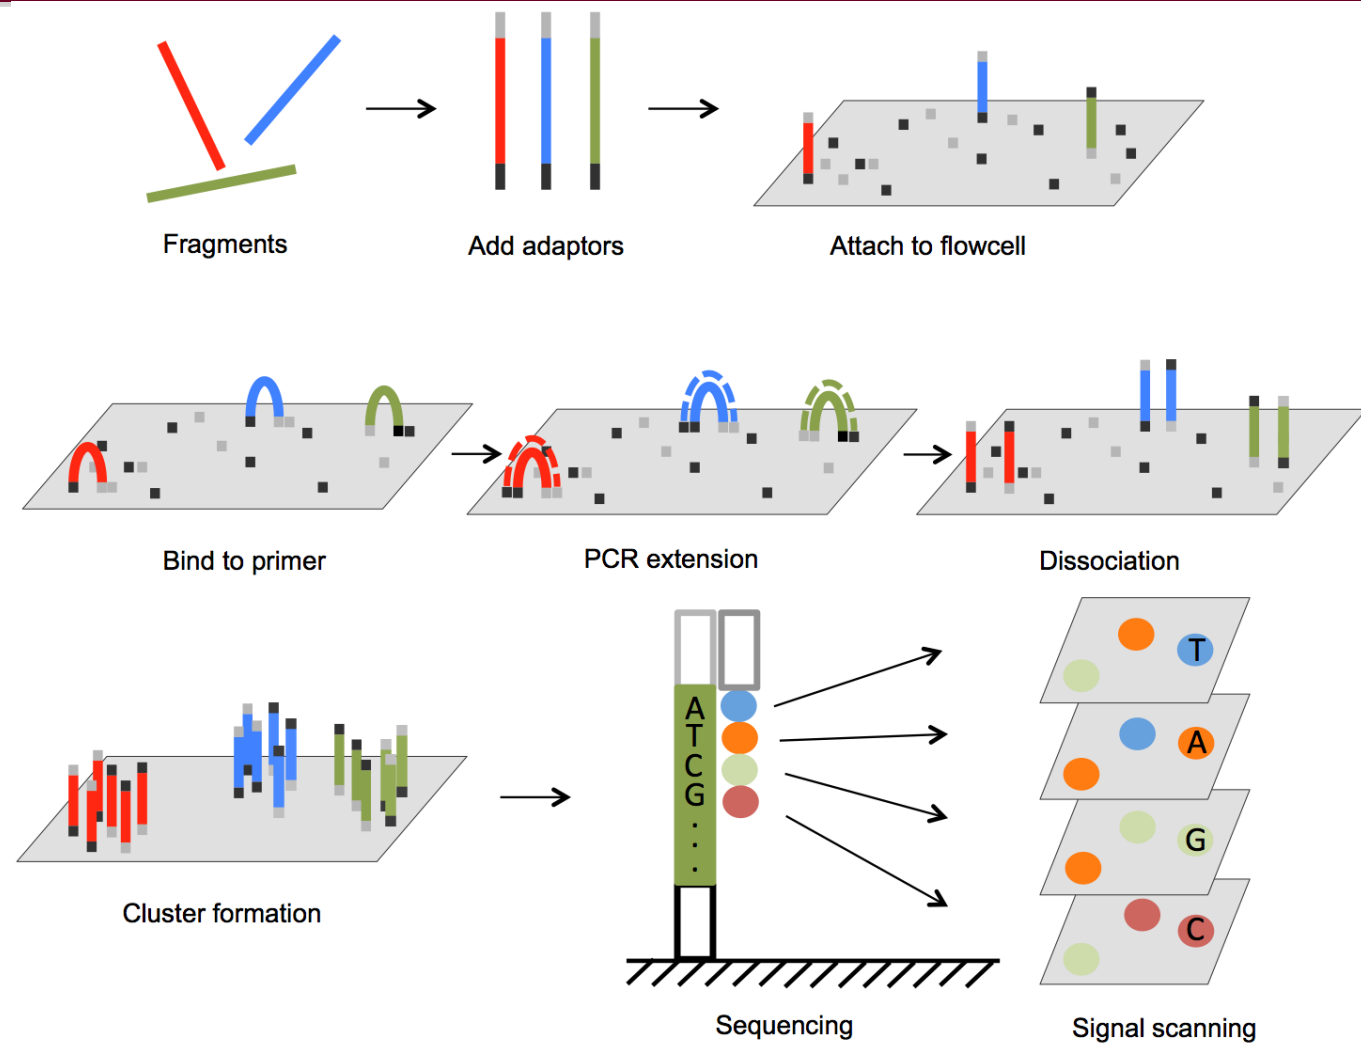 Fragments
Add adaptors
Attach to flowcell
Bind to primer
PCR extension
Dissociation
A
T
C
G
.
.
.
T
A
G
C
Cluster formation
Sequencing
Signal scanning